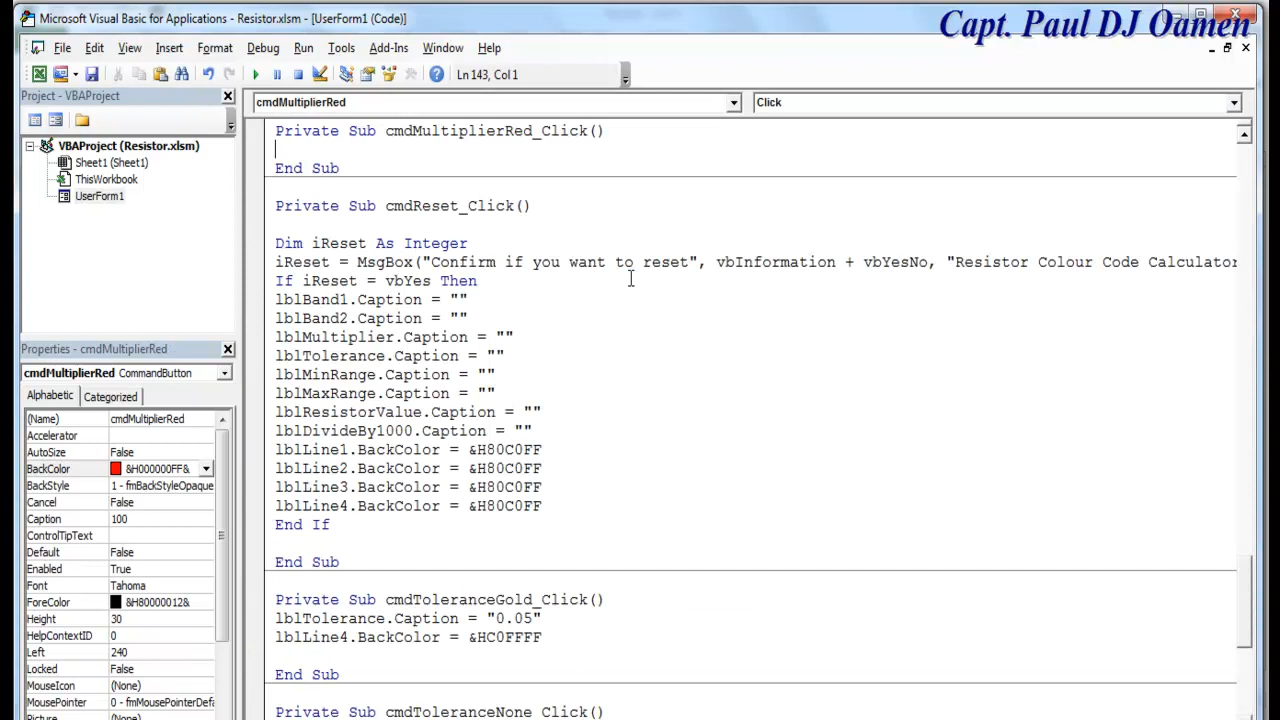 Microsoft Visual Basic for Applications - Resistor.xlsm - [UserForm1 (Code)]
Capt. Paul DJ Oamen
File Edit View Insert Format Debug Run Tools Add-Ins Window Help
Ln 143, Col 1
Project - VBAProject
VBAProject (Resistor.xlsm)
Sheet1 (Sheet1)
ThisWorkbook
UserForm1
Properties - cmdMultiplierRed
cmdMultiplierRed CommandButton
Alphabetic Categorized
(Name) cmdMultiplierRed
Accelerator
AutoSize False
BackColor &H000000FF&
BackStyle 1 - fmBackStyleOpaque
Cancel False
Caption 100
ControlTipText
Default False
Enabled True
Font Tahoma
ForeColor &H80000012&
Height 30
HelpContextID 0
Left 240
Locked False
MouseIcon (None)
MousePointer 0 - fmMousePointerDefa
Picture (None)
cmdMultiplierRed Click
Private Sub cmdMultiplierRed_Click()
End Sub
Private Sub cmdReset_Click()
Dim iReset As Integer
iReset = MsgBox("Confirm if you want to reset", vbInformation + vbYesNo, "Resistor Colour Code Calculator
If iReset = vbYes Then
lblBand1.Caption = ""
lblBand2.Caption = ""
lblMultiplier.Caption = ""
lblTolerance.Caption = ""
lblMinRange.Caption = ""
lblMaxRange.Caption = ""
lblResistorValue.Caption = ""
lblDivideBy1000.Caption = ""
lblLine1.BackColor = &H80C0FF
lblLine2.BackColor = &H80C0FF
lblLine3.BackColor = &H80C0FF
lblLine4.BackColor = &H80C0FF
End If
End Sub
Private Sub cmdToleranceGold_Click()
lblTolerance.Caption = "0.05"
lblLine4.BackColor = &HC0FFFF
End Sub
Private Sub cmdToleranceNone_Click()